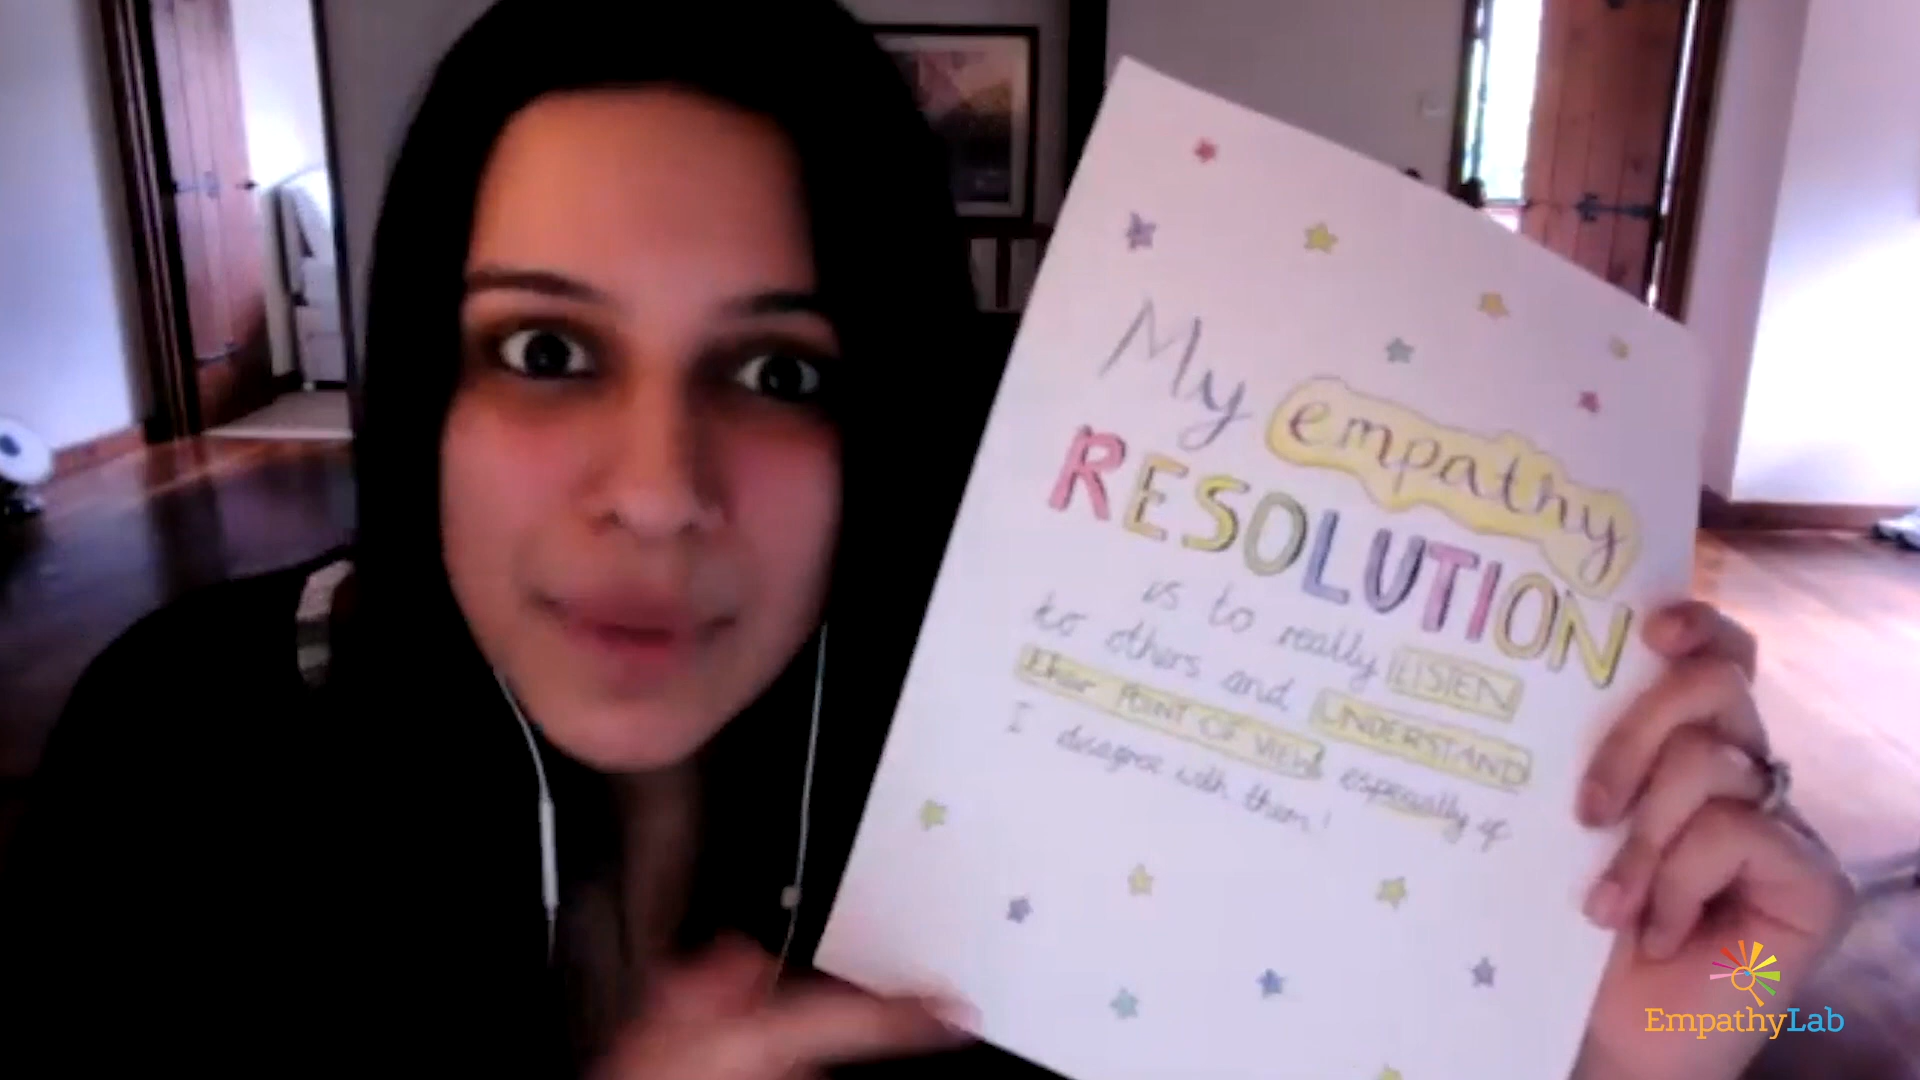 My empathy
RESOLUTION
is to really LISTEN
to others and UNDERSTAND
their POINT OF VIEW especially if
I disagree with them!
EmpathyLab